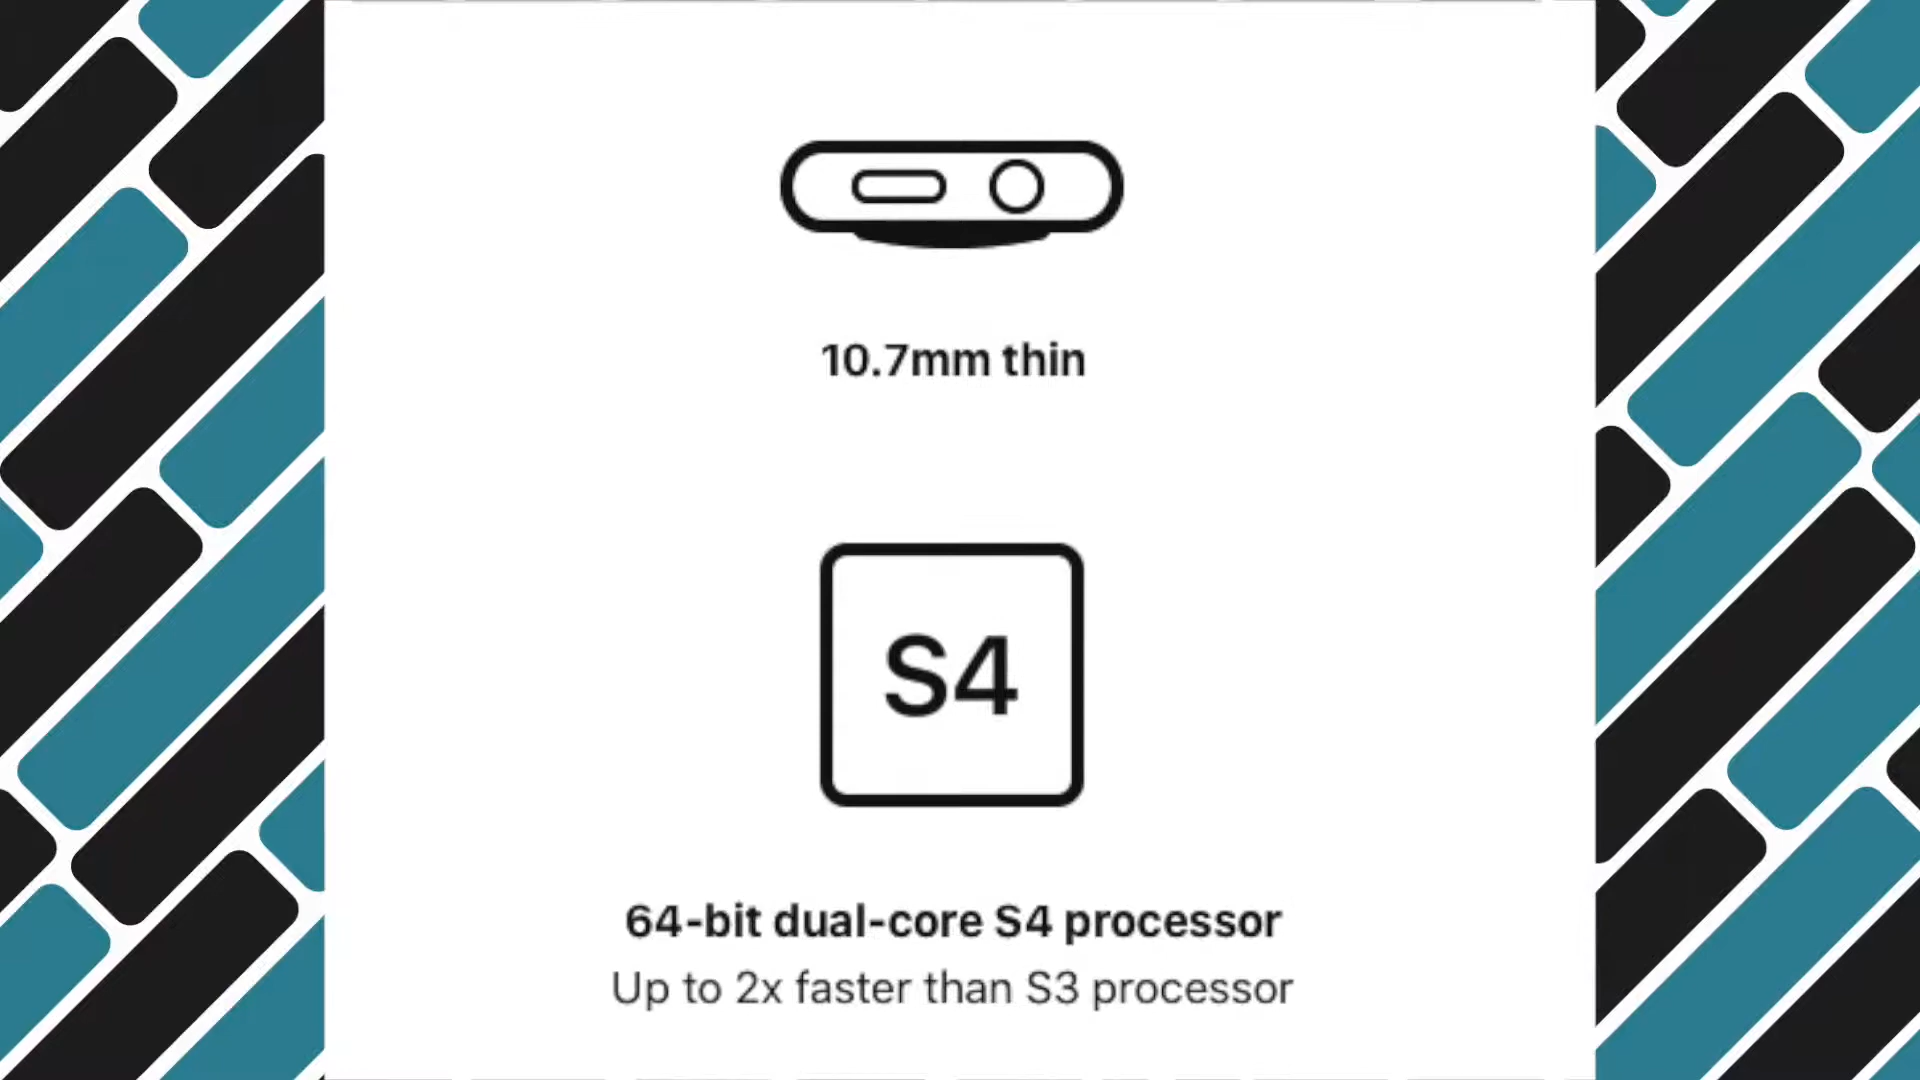 10.7mm thin
S4
64-bit dual-core S4 processor
Up to 2x faster than S3 processor